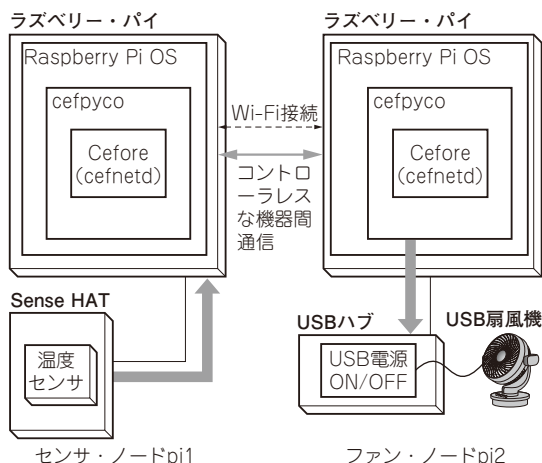 ラズベリー・パイ
Raspberry Pi OS
cefpyco
Cefore
(cefnetd)
Wi-Fi接続
コントロ
ーラレス
な機器間
通信
ラズベリー・パイ
Raspberry Pi OS
cefpyco
Cefore
(cefnetd)
Sense HAT
温度
センサ
センサ・ノードpi1
USBハブ
USB電源
ON/OFF
USB扇風機
ファン・ノードpi2